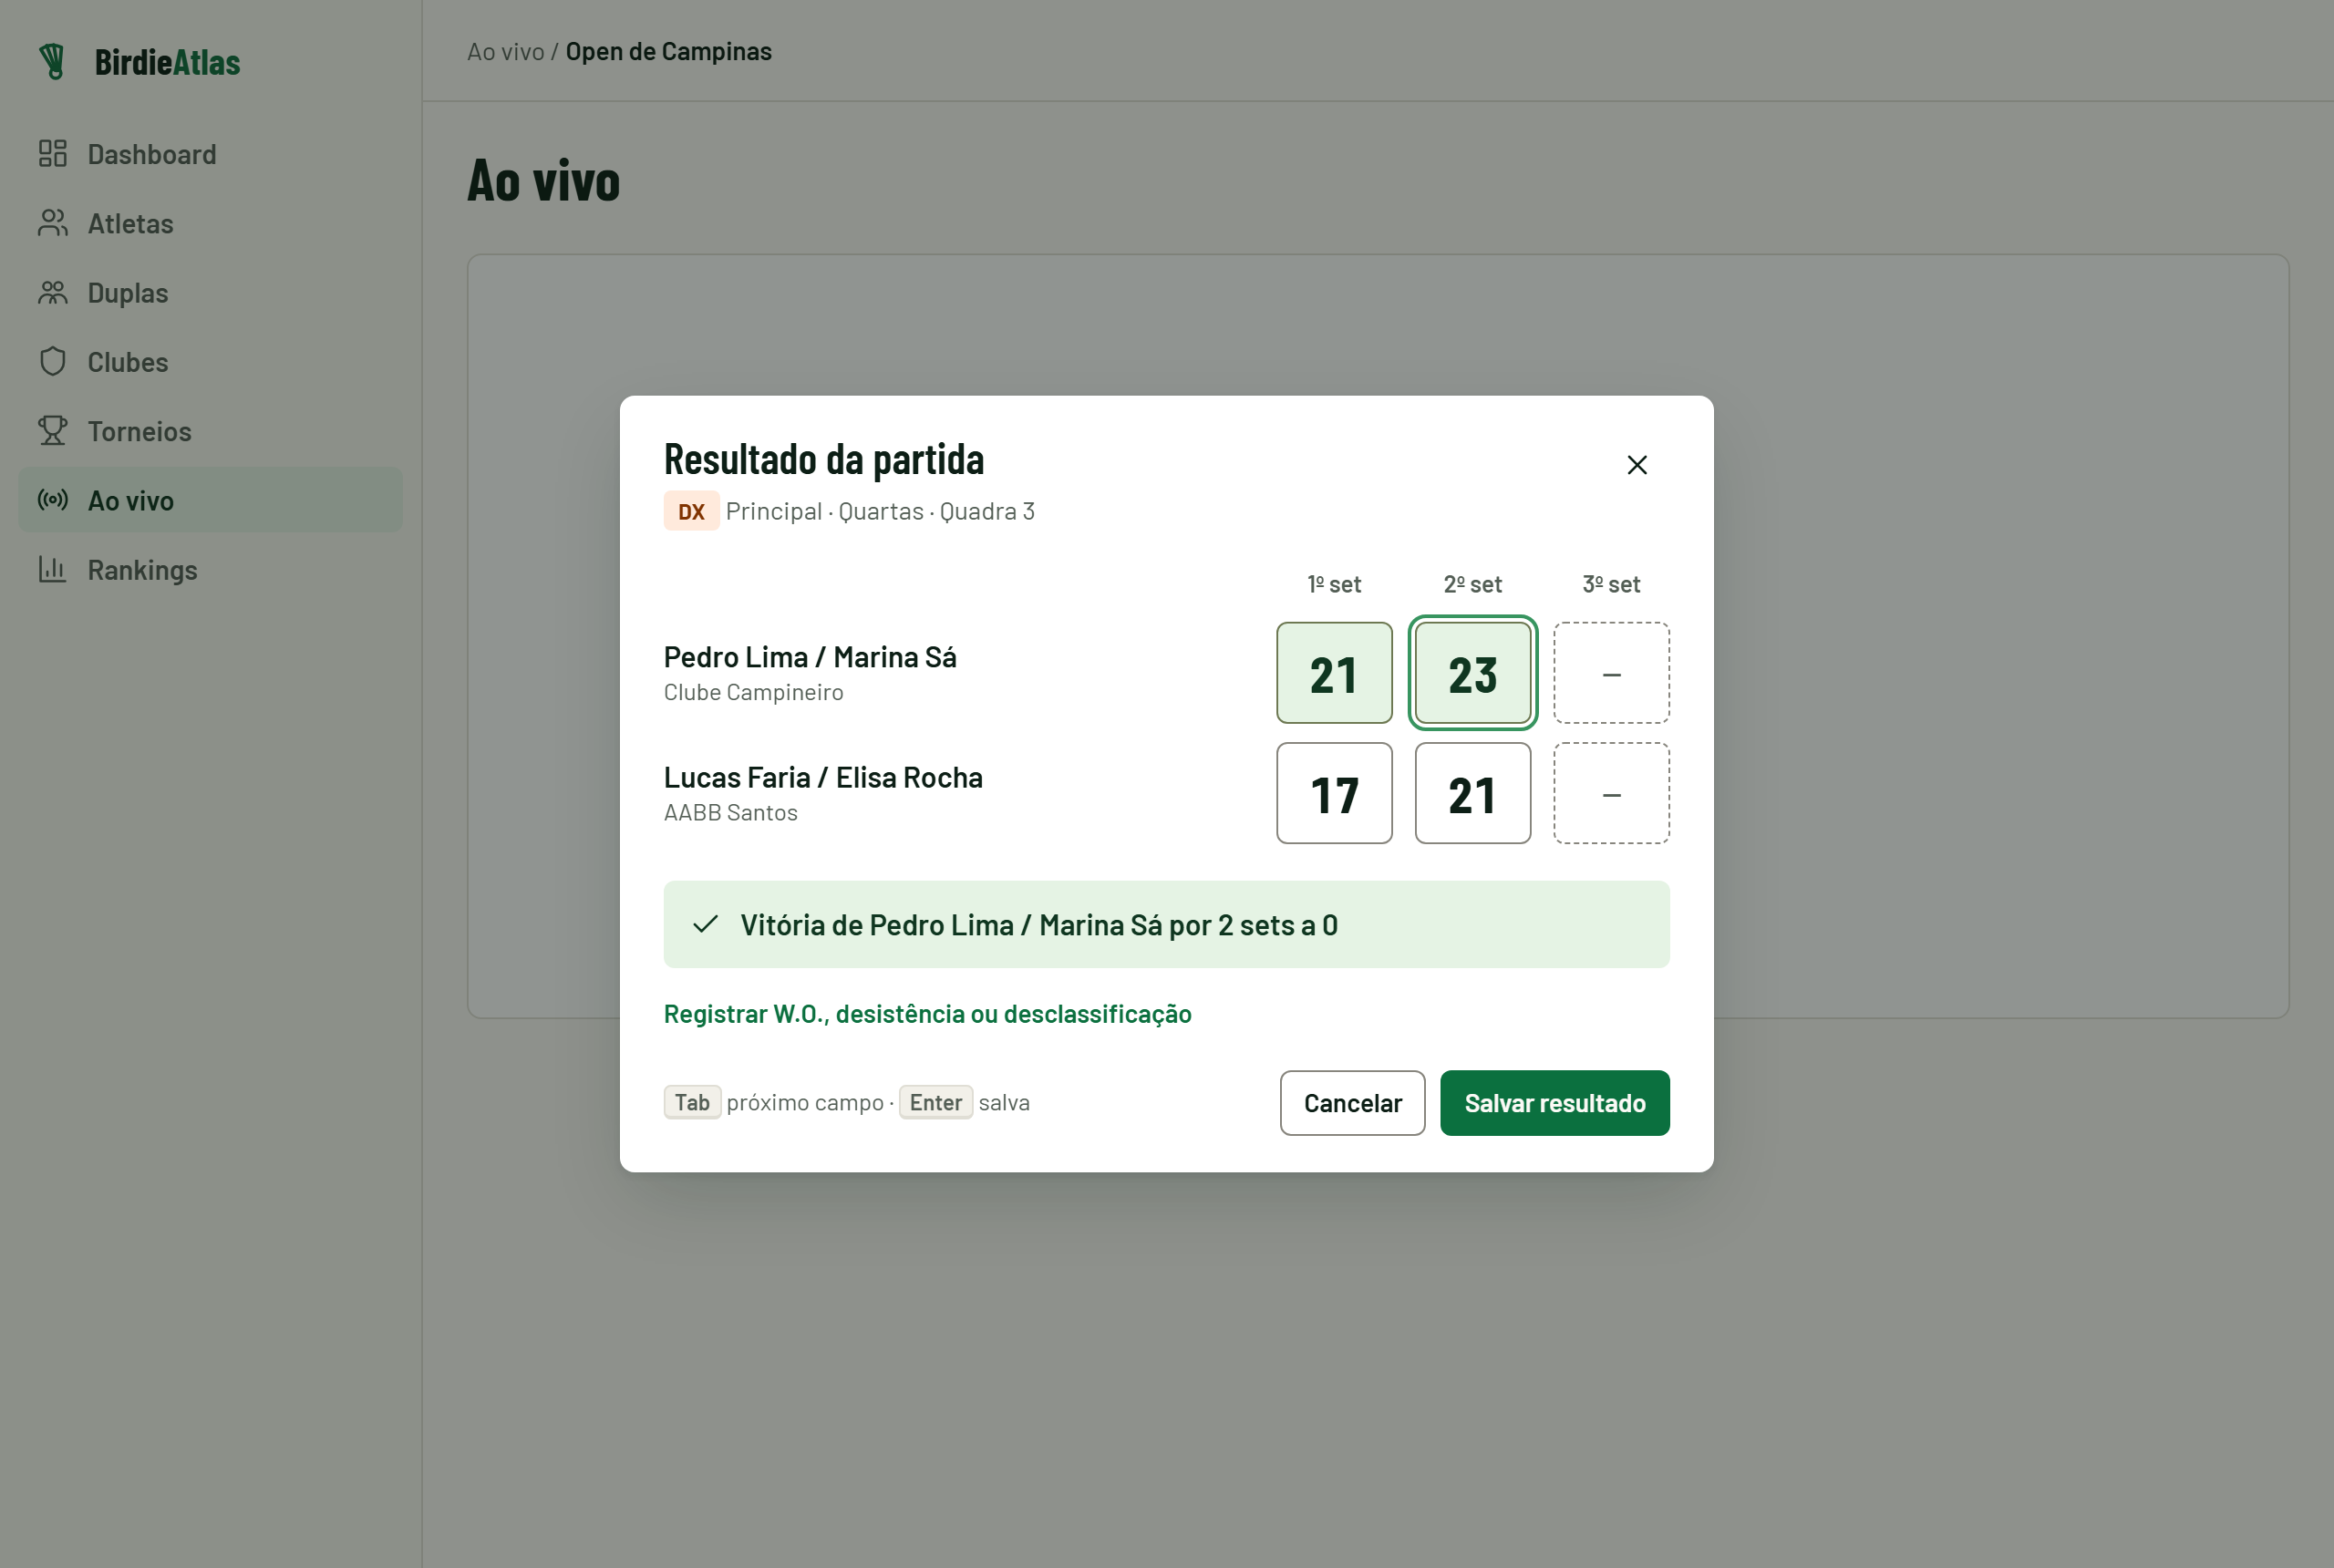 BirdieAtlas
Dashboard
Atletas
Duplas
Clubes
Torneios
Ao vivo
Rankings
Ao vivo / Open de Campinas
Ao vivo
Resultado da partida
DX Principal · Quartas · Quadra 3
1º set 2º set 3º set
Pedro Lima / Marina Sá
Clube Campineiro
21 23 –
Lucas Faria / Elisa Rocha
AABB Santos
17 21 –
Vitória de Pedro Lima / Marina Sá por 2 sets a 0
Registrar W.O., desistência ou desclassificação
Tab próximo campo · Enter salva
Cancelar
Salvar resultado